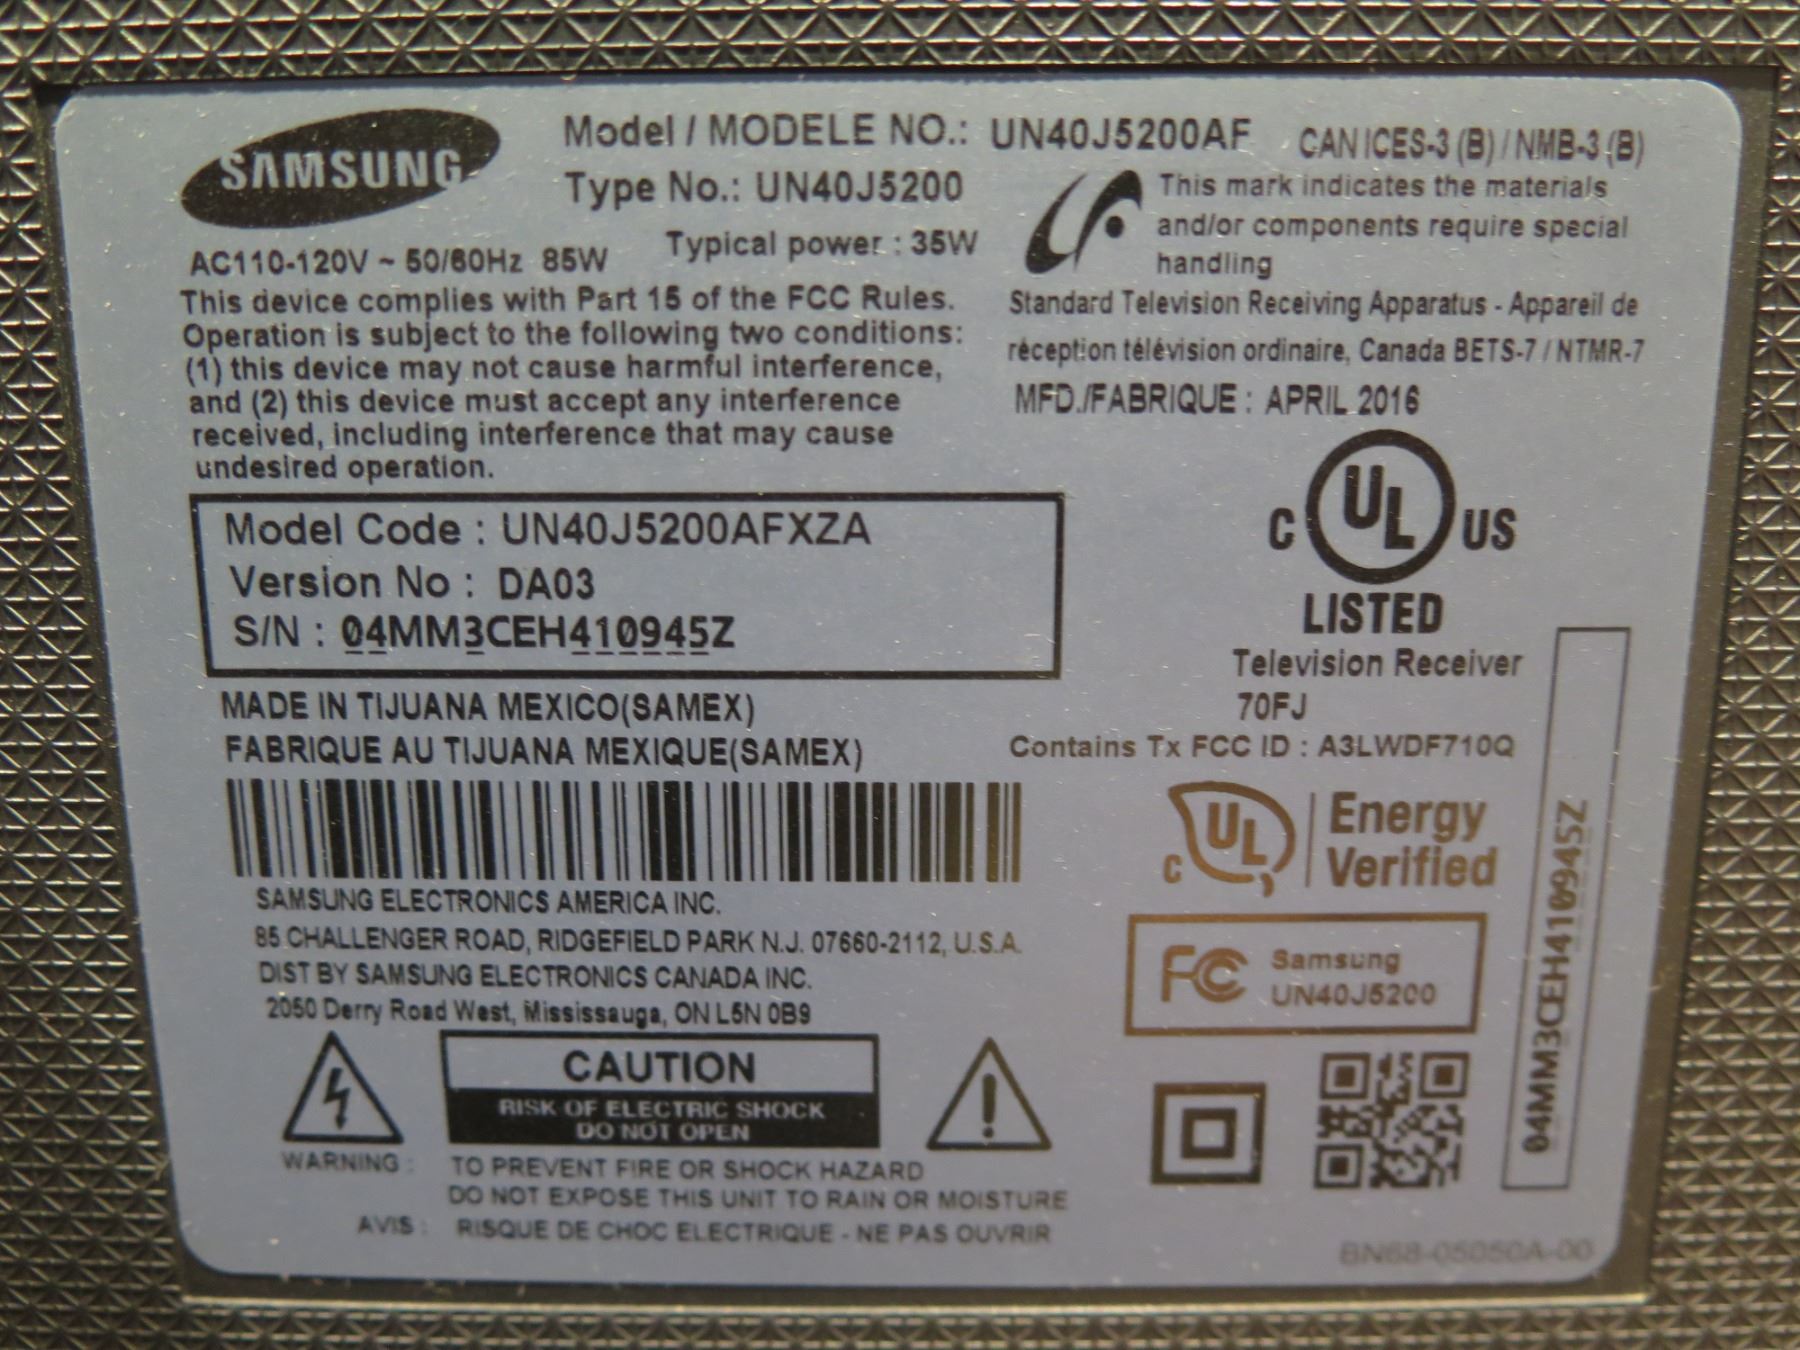 SAMSUNG
Model / MODELE NO.: UN40J5200AF
Type No.: UN40J5200
AC110-120V ~ 50/60Hz 85W
Typical power : 35W
This device complies with Part 15 of the FCC Rules.
Operation is subject to the following two conditions:
(1) this device may not cause harmful interference,
and (2) this device must accept any interference
received, including interference that may cause
undesired operation.
CAN ICES-3 (B) / NMB-3 (B)
This mark indicates the materials
and/or components require special
handling
Standard Television Receiving Apparatus - Appareil de
réception télévision ordinaire, Canada BETS-7 / NTMR-7
MFD./FABRIQUE : APRIL 2016
Model Code : UN40J5200AFXZA
Version No : DA03
S/N : 04MM3CEH410945Z
C UL US
LISTED
Television Receiver
70FJ
MADE IN TIJUANA MEXICO(SAMEX)
FABRIQUE AU TIJUANA MEXIQUE(SAMEX)
Contains Tx FCC ID : A3LWDF710Q
C UL
Energy
Verified
SAMSUNG ELECTRONICS AMERICA INC.
85 CHALLENGER ROAD, RIDGEFIELD PARK N.J. 07660-2112, U.S.A.
DIST BY SAMSUNG ELECTRONICS CANADA INC.
2050 Derry Road West, Mississauga, ON L5N 0B9
FC Samsung
UN40J5200
04MM3CEH410945Z
CAUTION
RISK OF ELECTRIC SHOCK
DO NOT OPEN
WARNING : TO PREVENT FIRE OR SHOCK HAZARD
DO NOT EXPOSE THIS UNIT TO RAIN OR MOISTURE
AVIS : RISQUE DE CHOC ELECTRIQUE - NE PAS OUVRIR
BN68-05050A-00